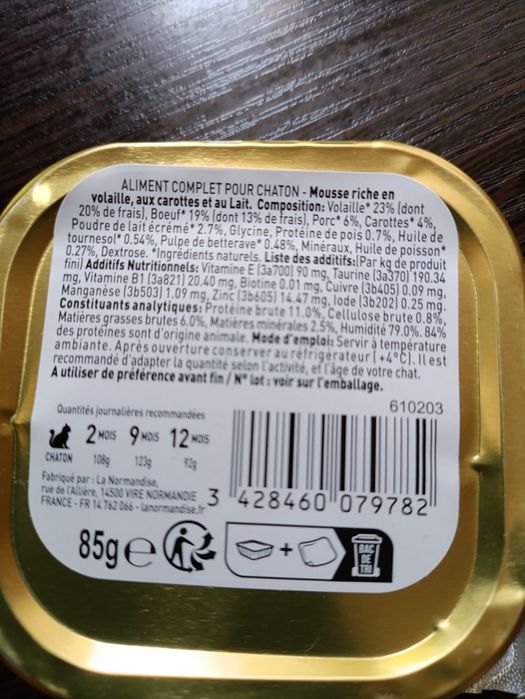 ALIMENT COMPLET POUR CHATON - Mousse riche en
volaille, aux carottes et au Lait. Composition: Volaille* 23% (dont
20% de frais), Boeuf* 19% (dont 13% de frais), Porc* 6%, Carottes* 4%,
Poudre de lait écrémé* 2.7%, Glycine, Protéine de pois 0.7%, Huile de
tournesol* 0.54%, Pulpe de betterave* 0.48%, Minéraux, Huile de poisson*
0.27%, Dextrose. *Ingrédients naturels. Liste des additifs:(Par kg de produit
fini) Additifs Nutritionnels: Vitamine E (3a700) 90 mg, Taurine (3a370) 190.34
mg, Vitamine B1 (3a821) 20.40 mg, Biotine 0.01 mg, Cuivre (3b405) 0.09 mg,
Manganèse (3b503) 1.09 mg, Zinc (3b605) 14.47 mg, Iode (3b202) 0.25 mg.
Constituants analytiques: Protéine brute 11.0%, Cellulose brute 0.8%,
Matières grasses brutes 6.0%, Matières minérales 2.5%, Humidité 79.0%. 84%
des protéines sont d'origine animale. Mode d'emploi: Servir à température
ambiante. Après ouverture conserver au réfrigérateur (+4°C). Il est
recommandé d'adapter la quantité selon l'activité, et l'âge de votre chat.
A utiliser de préférence avant fin / N° lot : voir sur l'emballage.
610203
Quantités journalières recommandées
2 MOIS 9 MOIS 12 MOIS
CHATON 108g 123g 92g
Fabriqué par : La Normandise,
rue de l'Allière, 14500 VIRE NORMANDIE
FRANCE - FR 14 762 066 - lanormandise.fr
3 428460 079782
85g e
+
BAC
DE
TRI